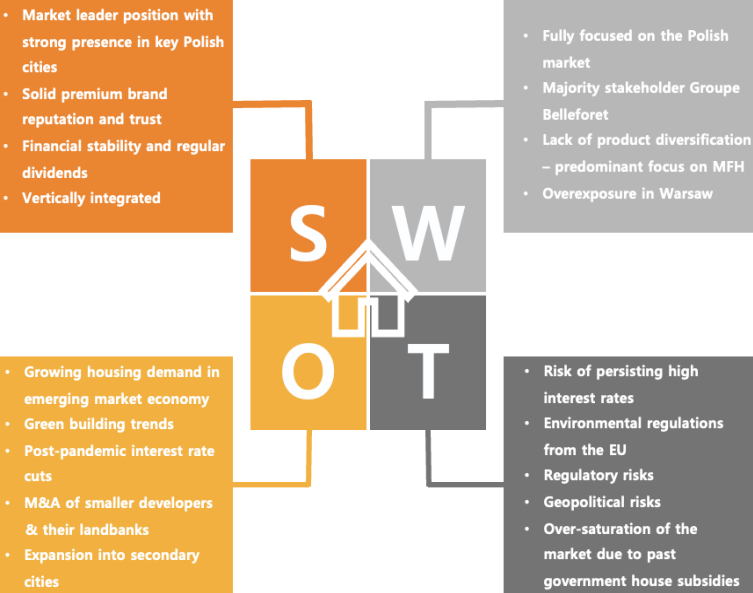 • Market leader position with
strong presence in key Polish
cities
• Solid premium brand
reputation and trust
• Financial stability and regular
dividends
• Vertically integrated
• Fully focused on the Polish
market
• Majority stakeholder Groupe
Belleforet
• Lack of product diversification
– predominant focus on MFH
• Overexposure in Warsaw
S W
O T
• Growing housing demand in
emerging market economy
• Green building trends
• Post-pandemic interest rate
cuts
• M&A of smaller developers
& their landbanks
• Expansion into secondary
cities
• Risk of persisting high
interest rates
• Environmental regulations
from the EU
• Regulatory risks
• Geopolitical risks
• Over-saturation of the
market due to past
government house subsidies